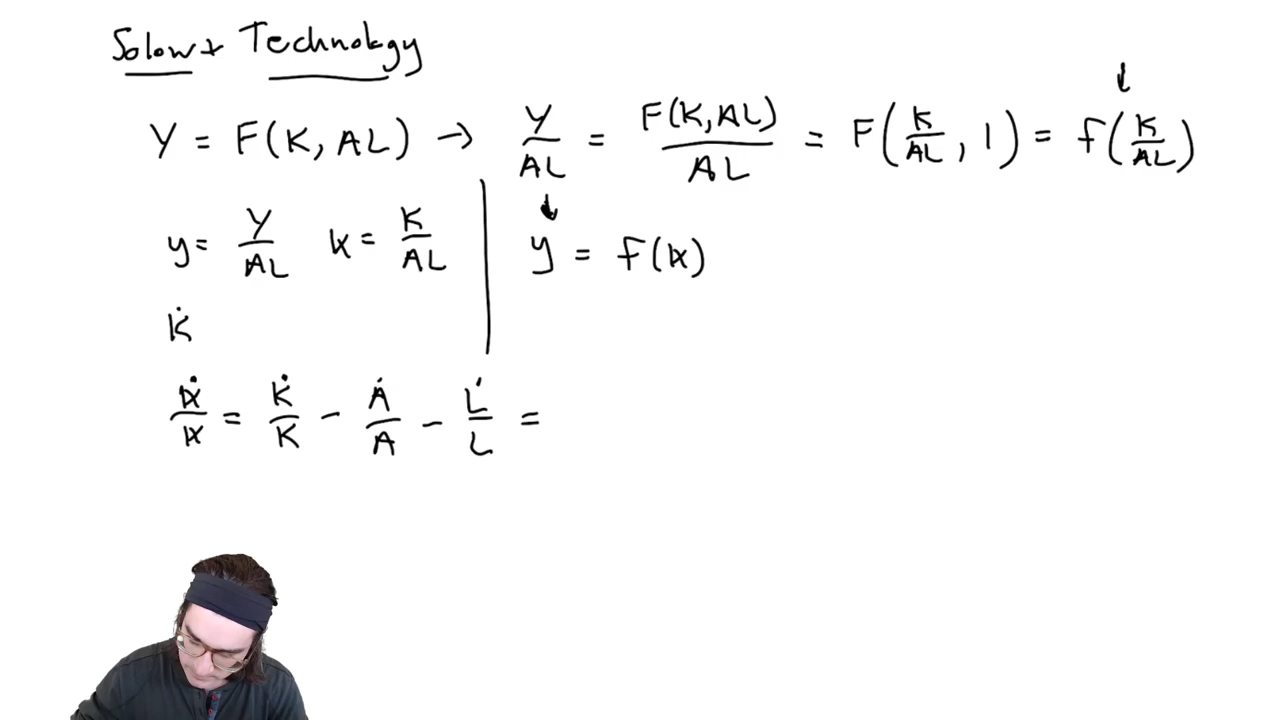 Solow + Technology
Y = F(K, AL) → Y/AL = F(K, AL)/AL = F(K/AL, 1) = f(K/AL)
y = Y/AL k = K/AL
y = f(k)
K̇
k̇/k = K̇/K - Ȧ/A - L̇/L =